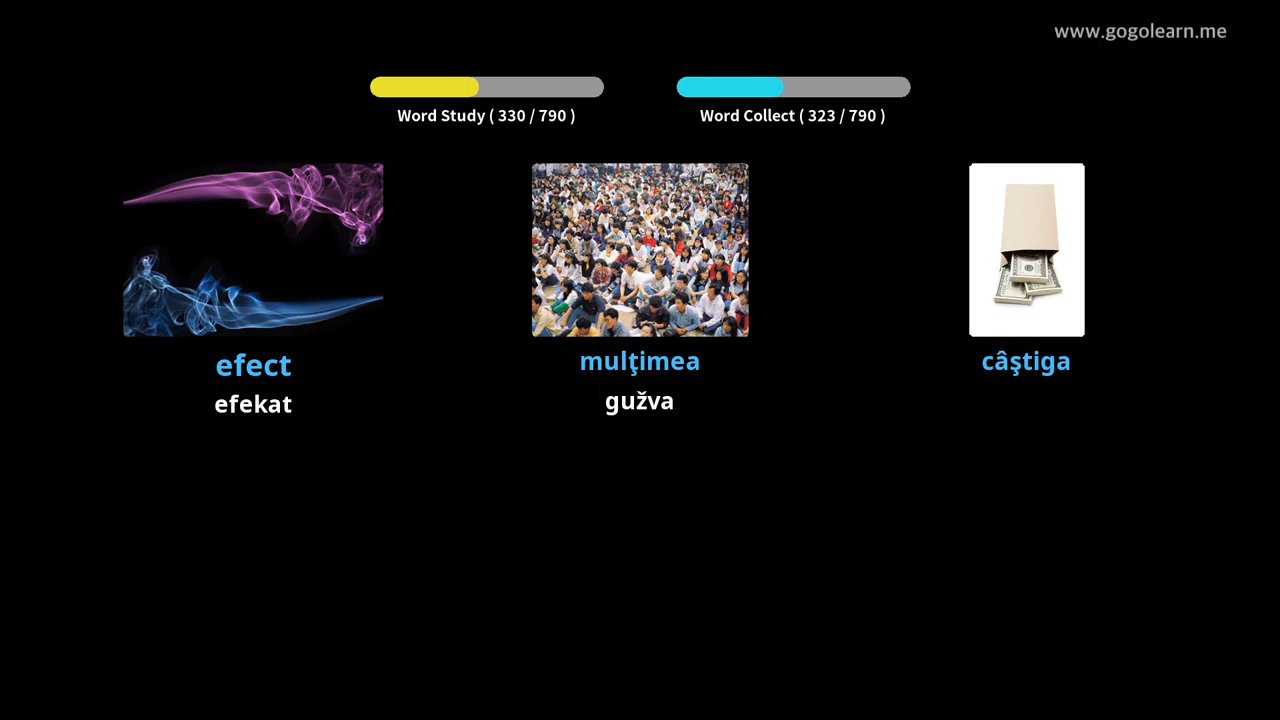 www.gogolearn.me
Word Study ( 330 / 790 )
Word Collect ( 323 / 790 )
efect
efekat
mulţimea
gužva
câştiga